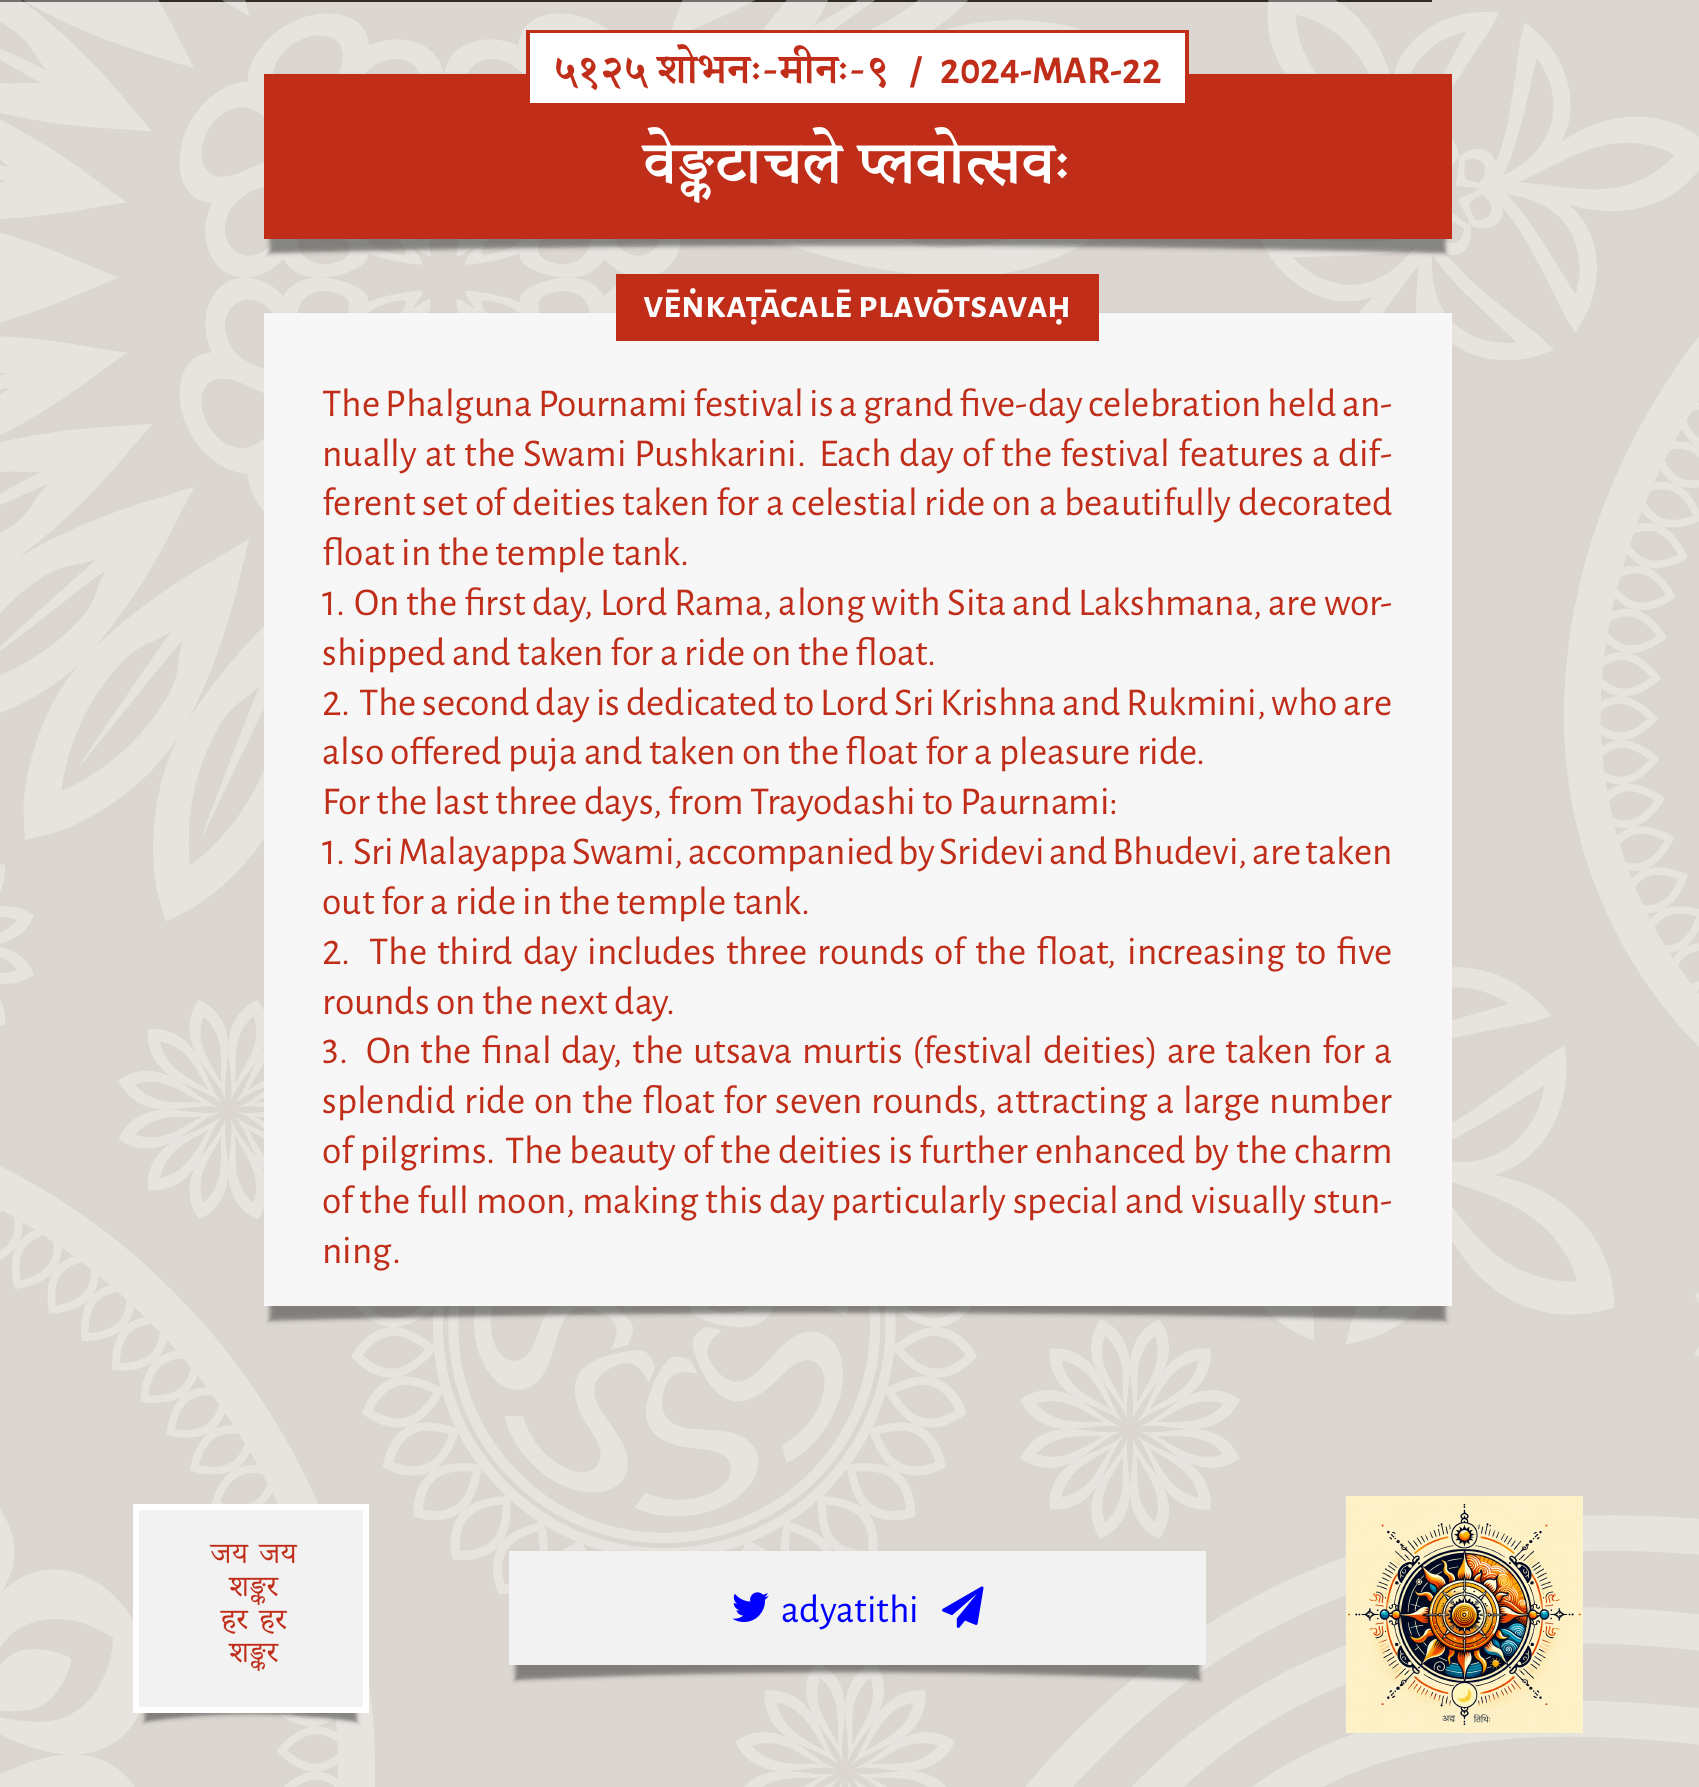 ५१२५ शोभनः-मीनः-९ / 2024-MAR-22
वेङ्कटाचले प्लवोत्सवः
VĒṄKAṬĀCALĒ PLAVŌTSAVAḤ
The Phalguna Pournami festival is a grand five-day celebration held an-
nually at the Swami Pushkarini. Each day of the festival features a dif-
ferent set of deities taken for a celestial ride on a beautifully decorated
float in the temple tank.
1. On the first day, Lord Rama, along with Sita and Lakshmana, are wor-
shipped and taken for a ride on the float.
2. The second day is dedicated to Lord Sri Krishna and Rukmini, who are
also offered puja and taken on the float for a pleasure ride.
For the last three days, from Trayodashi to Paurnami:
1. Sri Malayappa Swami, accompanied by Sridevi and Bhudevi, are taken
out for a ride in the temple tank.
2. The third day includes three rounds of the float, increasing to five
rounds on the next day.
3. On the final day, the utsava murtis (festival deities) are taken for a
splendid ride on the float for seven rounds, attracting a large number
of pilgrims. The beauty of the deities is further enhanced by the charm
of the full moon, making this day particularly special and visually stun-
ning.
जय जय
शङ्कर
हर हर
शङ्कर
adyatithi
अद्य तिथिः